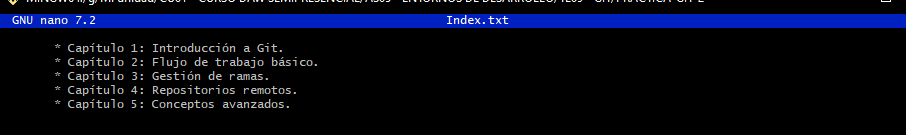 GNU nano 7.2 Index.txt
* Capítulo 1: Introducción a Git.
* Capítulo 2: Flujo de trabajo básico.
* Capítulo 3: Gestión de ramas.
* Capítulo 4: Repositorios remotos.
* Capítulo 5: Conceptos avanzados.